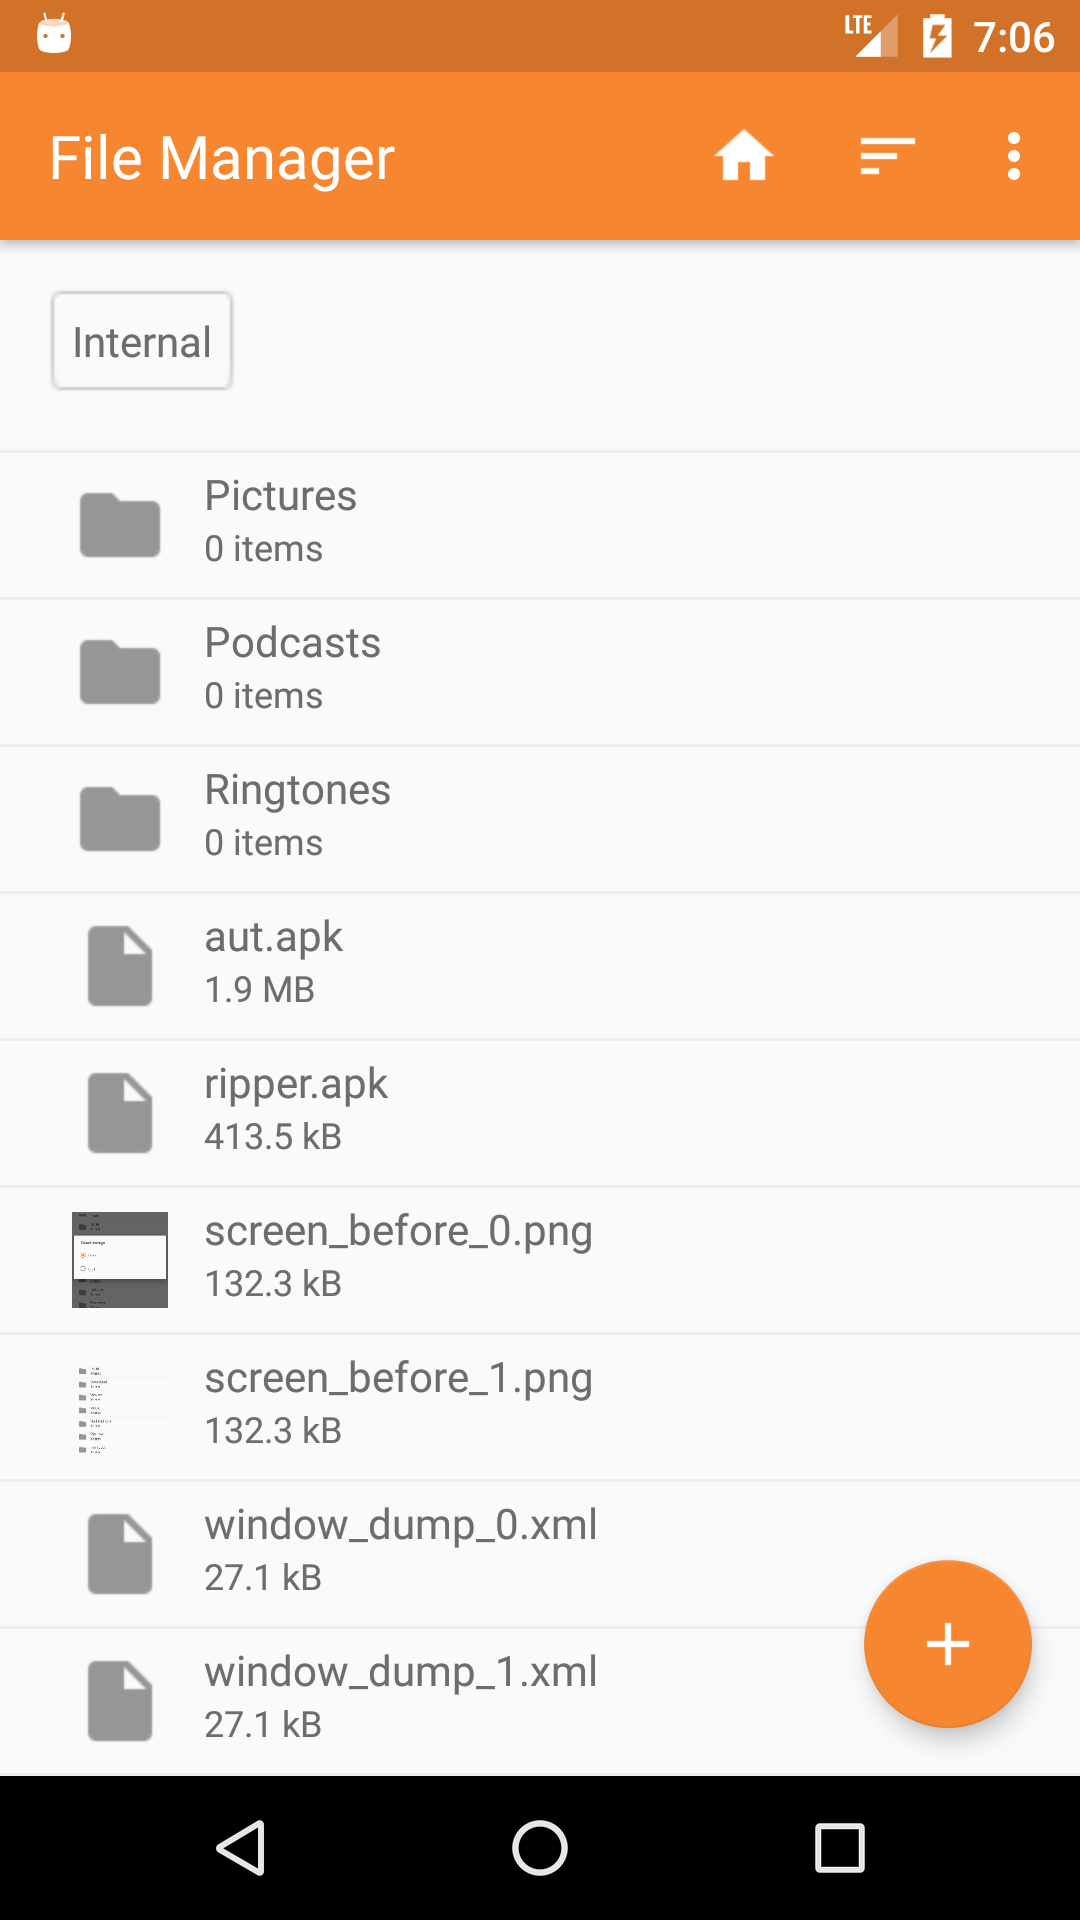 LTE 7:06
File Manager
Internal
Pictures
0 items
Podcasts
0 items
Ringtones
0 items
aut.apk
1.9 MB
ripper.apk
413.5 kB
screen_before_0.png
132.3 kB
screen_before_1.png
132.3 kB
window_dump_0.xml
27.1 kB
window_dump_1.xml
27.1 kB